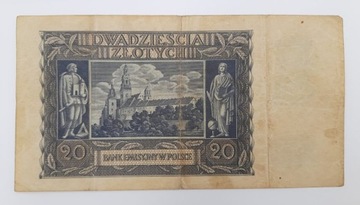 DWADZIEŚCIA
ZŁOTYCH
20 BANK EMISYJNY W POLSCE 20